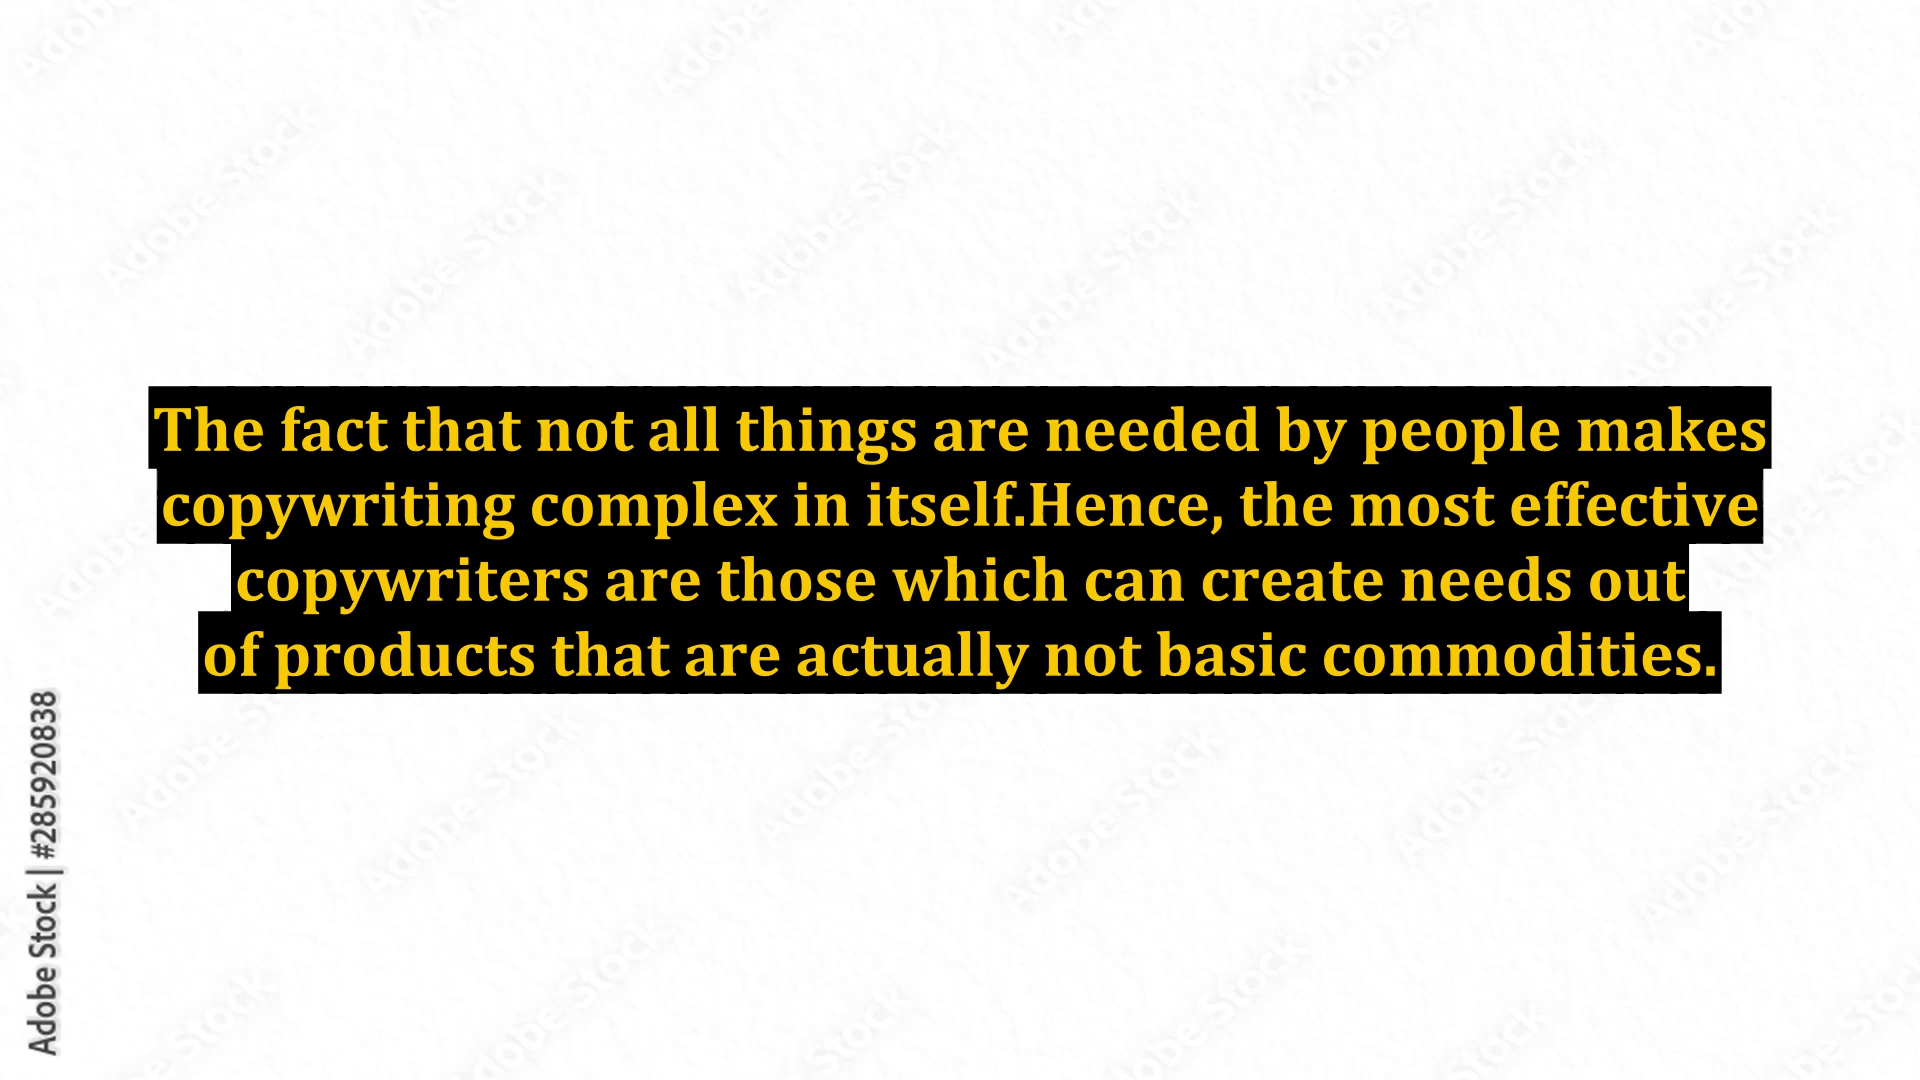 The fact that not all things are needed by people makes
copywriting complex in itself.Hence, the most effective
copywriters are those which can create needs out
of products that are actually not basic commodities.
Adobe Stock | #285920838
Adobe Stock